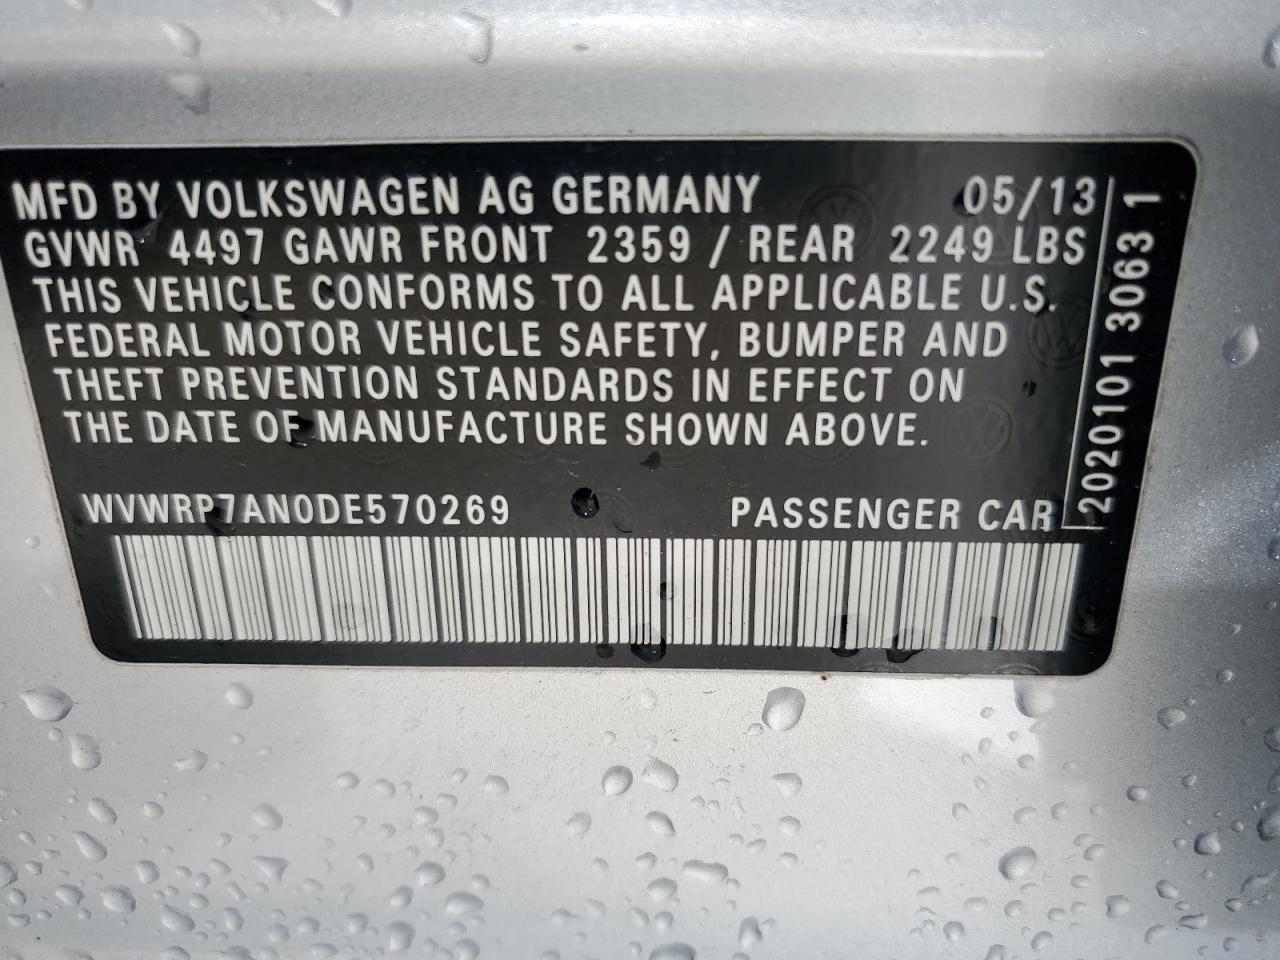 MFD BY VOLKSWAGEN AG GERMANY 05/13
GVWR 4497 GAWR FRONT 2359 / REAR 2249 LBS
THIS VEHICLE CONFORMS TO ALL APPLICABLE U.S.
FEDERAL MOTOR VEHICLE SAFETY, BUMPER AND
THEFT PREVENTION STANDARDS IN EFFECT ON
THE DATE OF MANUFACTURE SHOWN ABOVE.
WVWRP7AN0DE570269 PASSENGER CAR
2020101 3063 1